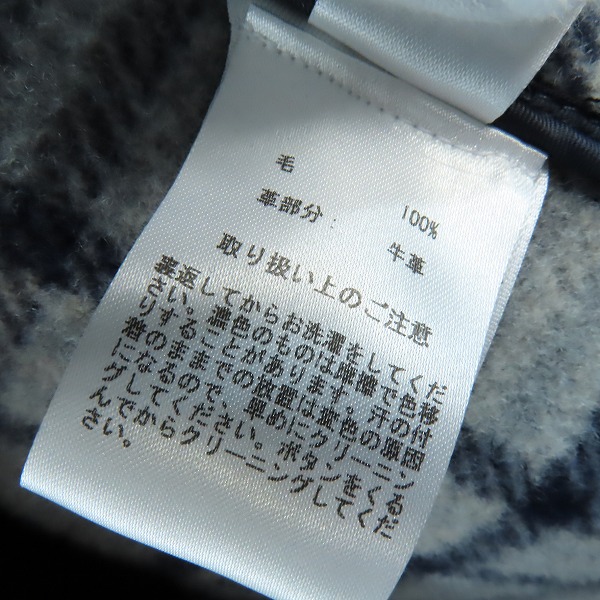 毛 100%
革部分： 牛革
取り扱い上のご注意
裏返してからお洗濯をしてくだ
さい。濃色のものは摩擦で色移
りすることがあります。汗の付
着のままでの放置は変色の原因
になるので、早めにクリーニン
グしてください。ボタンをくる
んでからクリーニングしてくだ
さい。